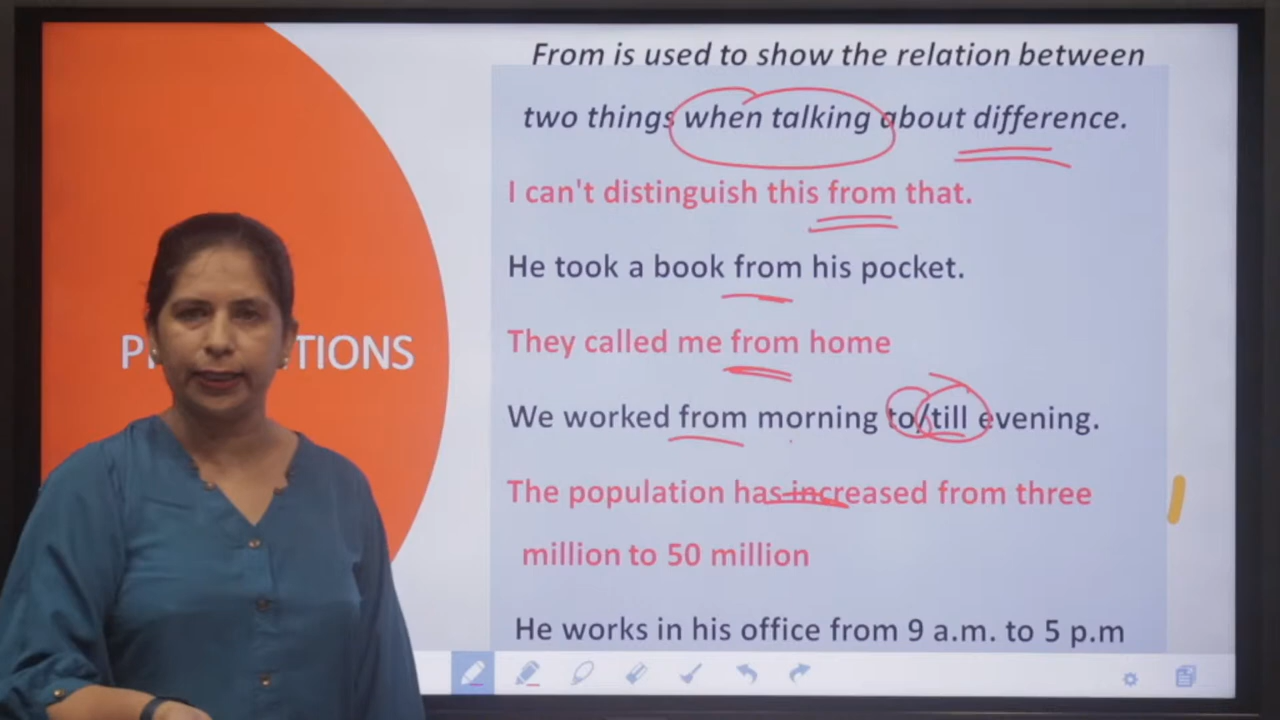 From is used to show the relation between
two things when talking about difference.
I can't distinguish this from that.
He took a book from his pocket.
They called me from home
We worked from morning to/till evening.
The population has increased from three
million to 50 million
He works in his office from 9 a.m. to 5 p.m